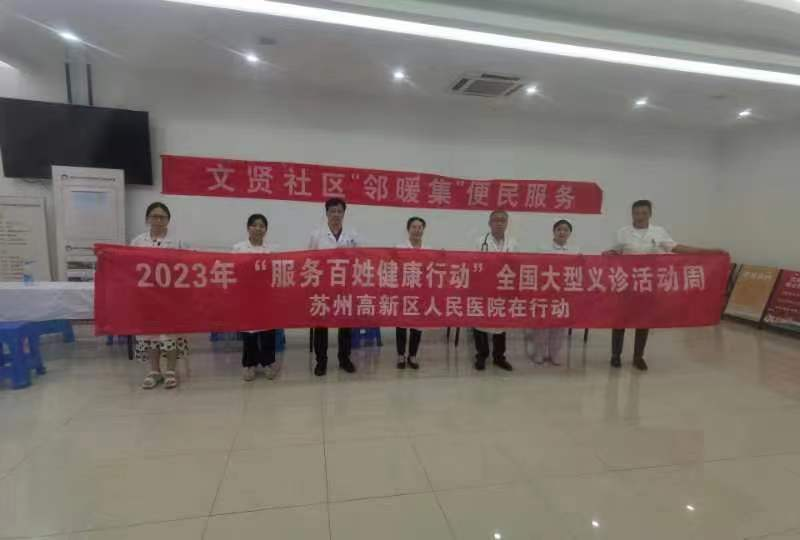 文贤社区"邻暖集"便民服务
2023年“服务百姓健康行动”全国大型义诊活动周
苏州高新区人民医院在行动